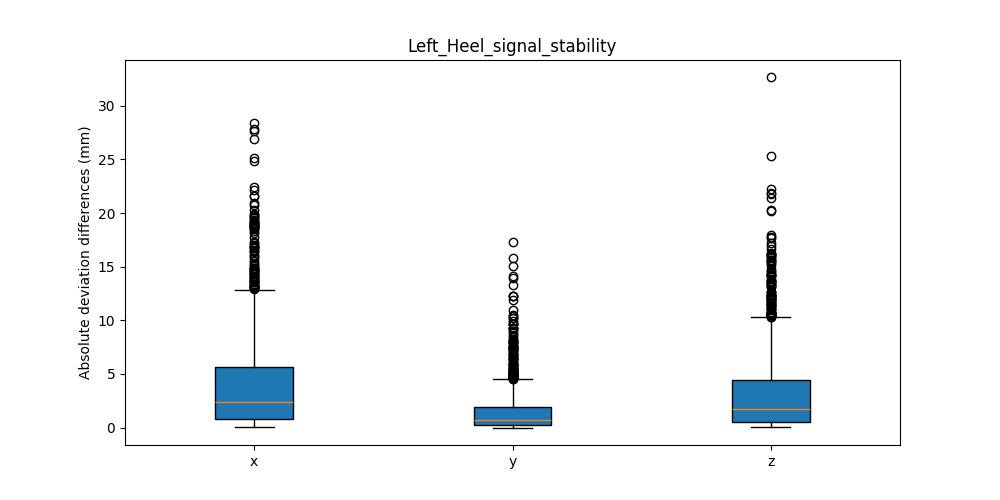 Left_Heel_signal_stability
Absolute deviation differences (mm)
30
25
20
15
10
5
0
x
y
z